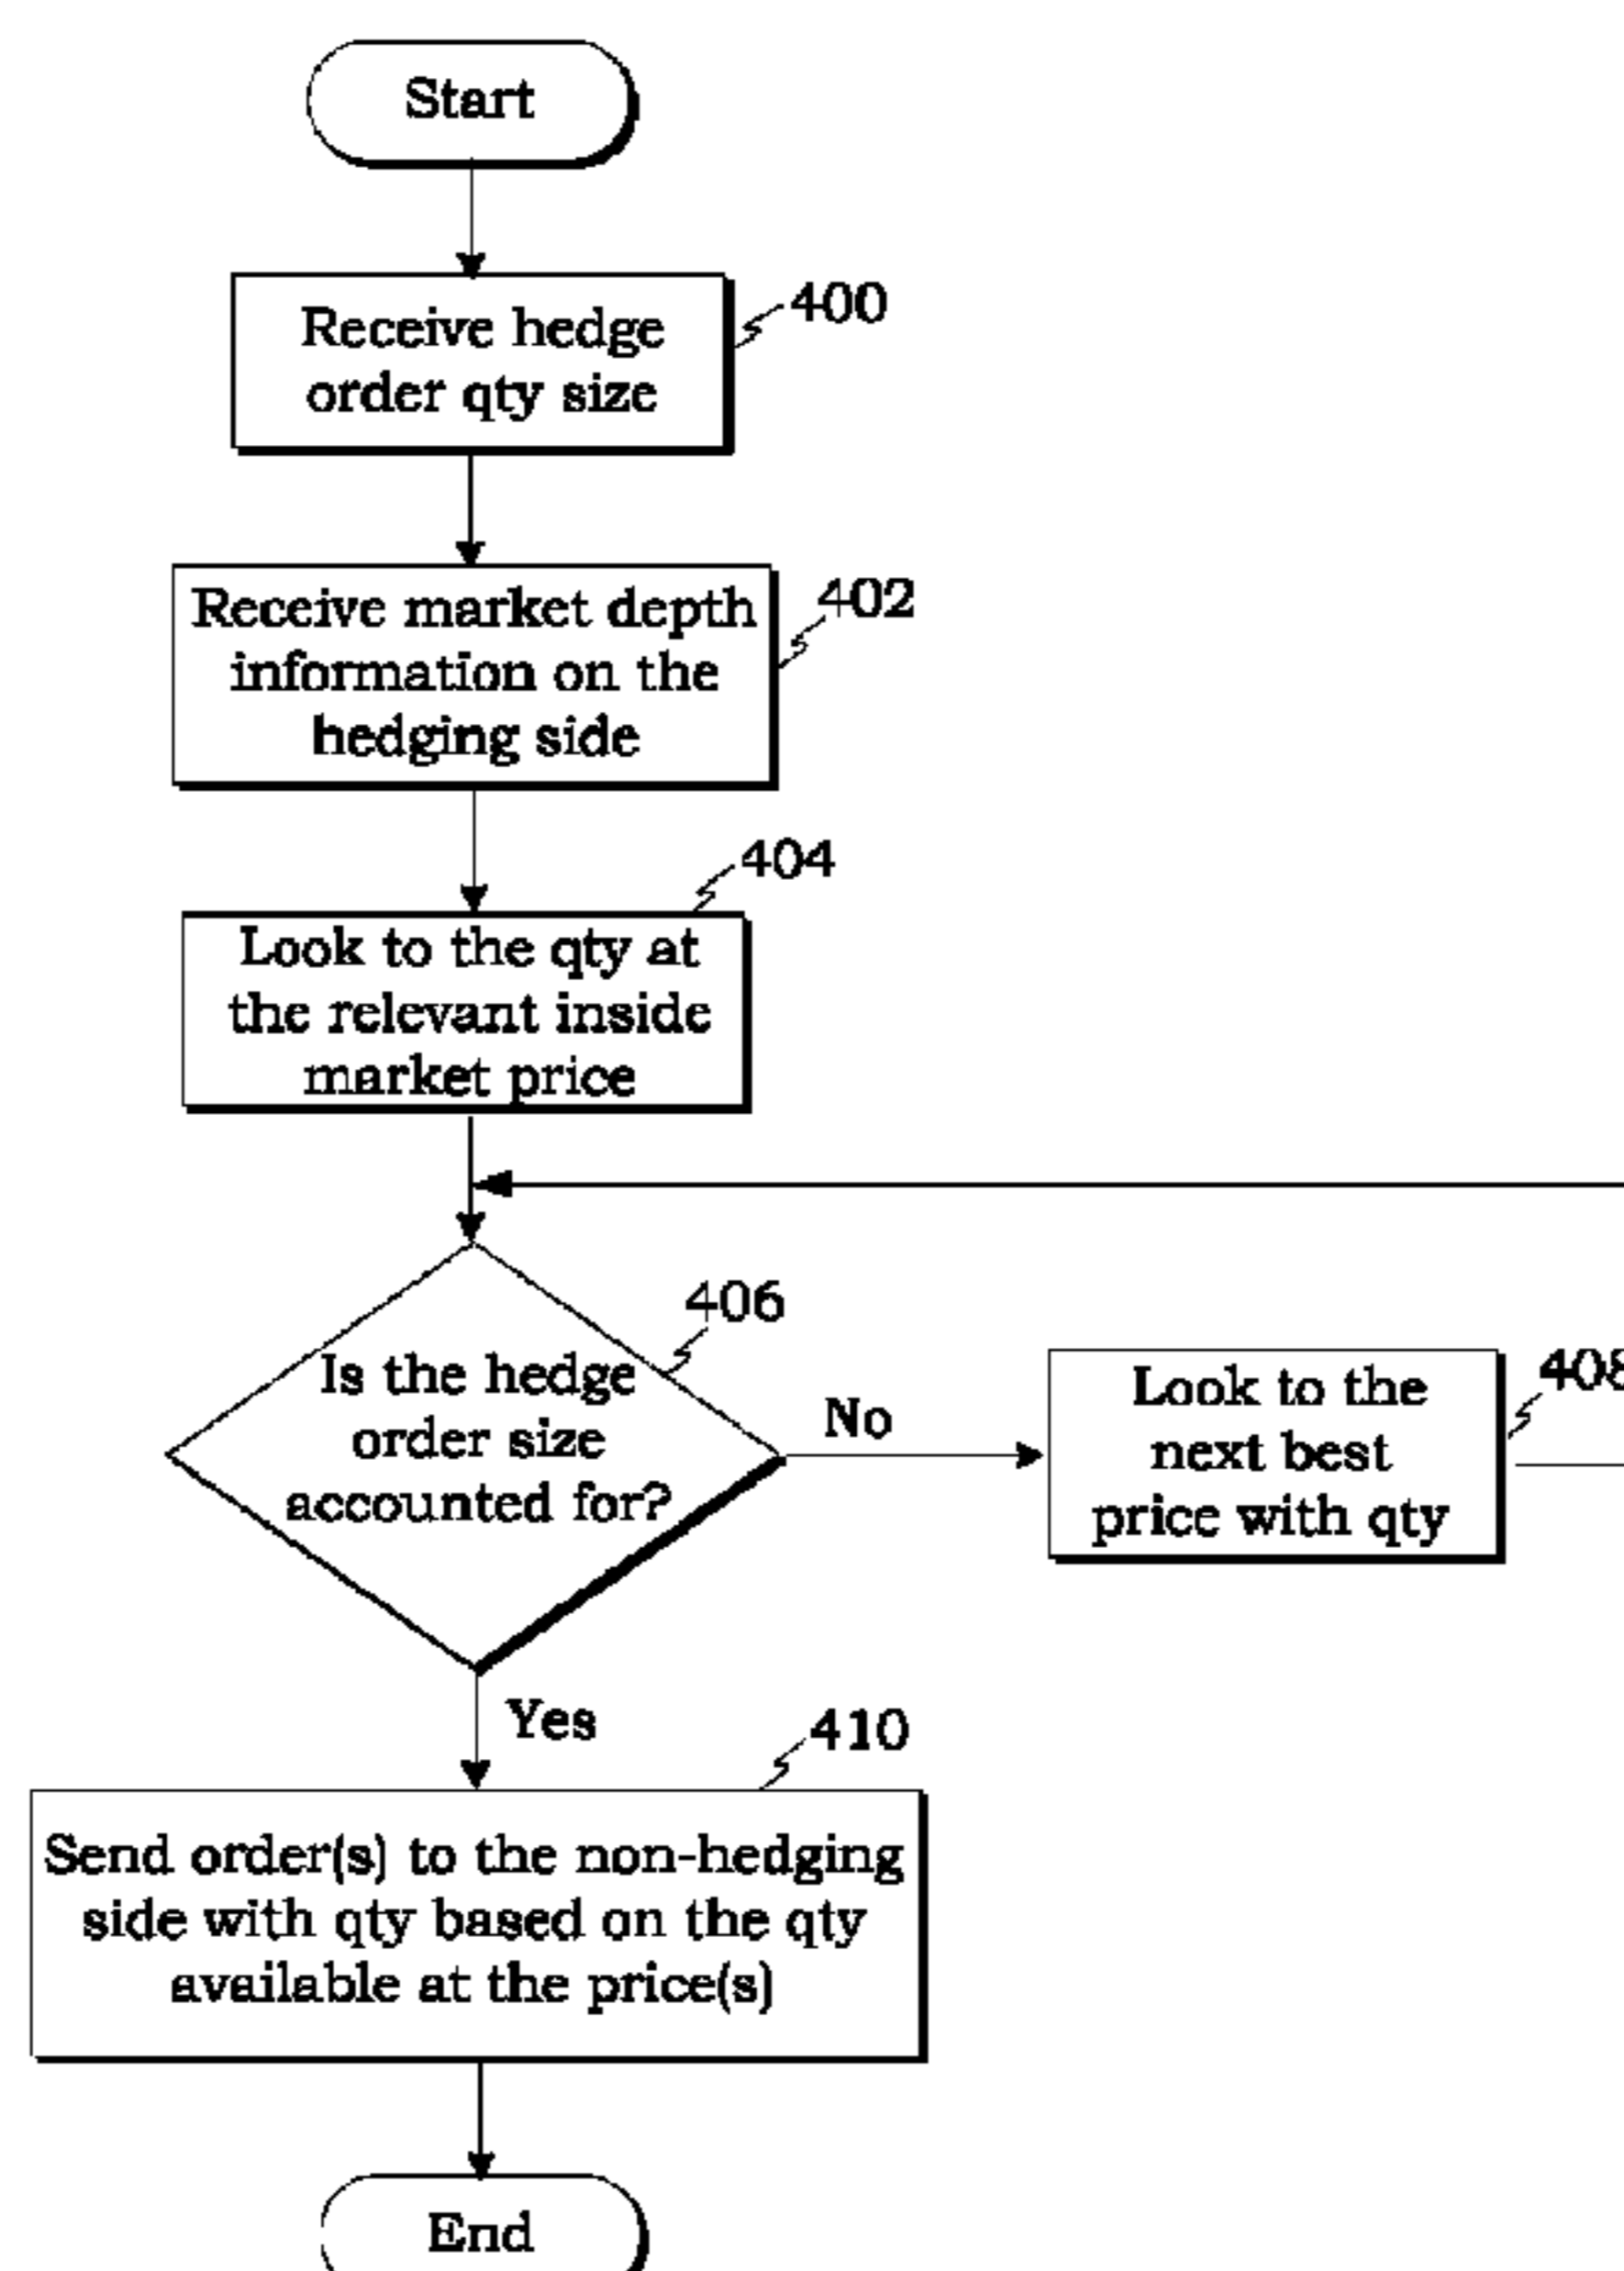 Start
400
Receive hedge
order qty size
402
Receive market depth
information on the
hedging side
404
Look to the qty at
the relevant inside
market price
406
Is the hedge
order size
accounted for?
No
408
Look to the
next best
price with qty
Yes
410
Send order(s) to the non-hedging
side with qty based on the qty
available at the price(s)
End